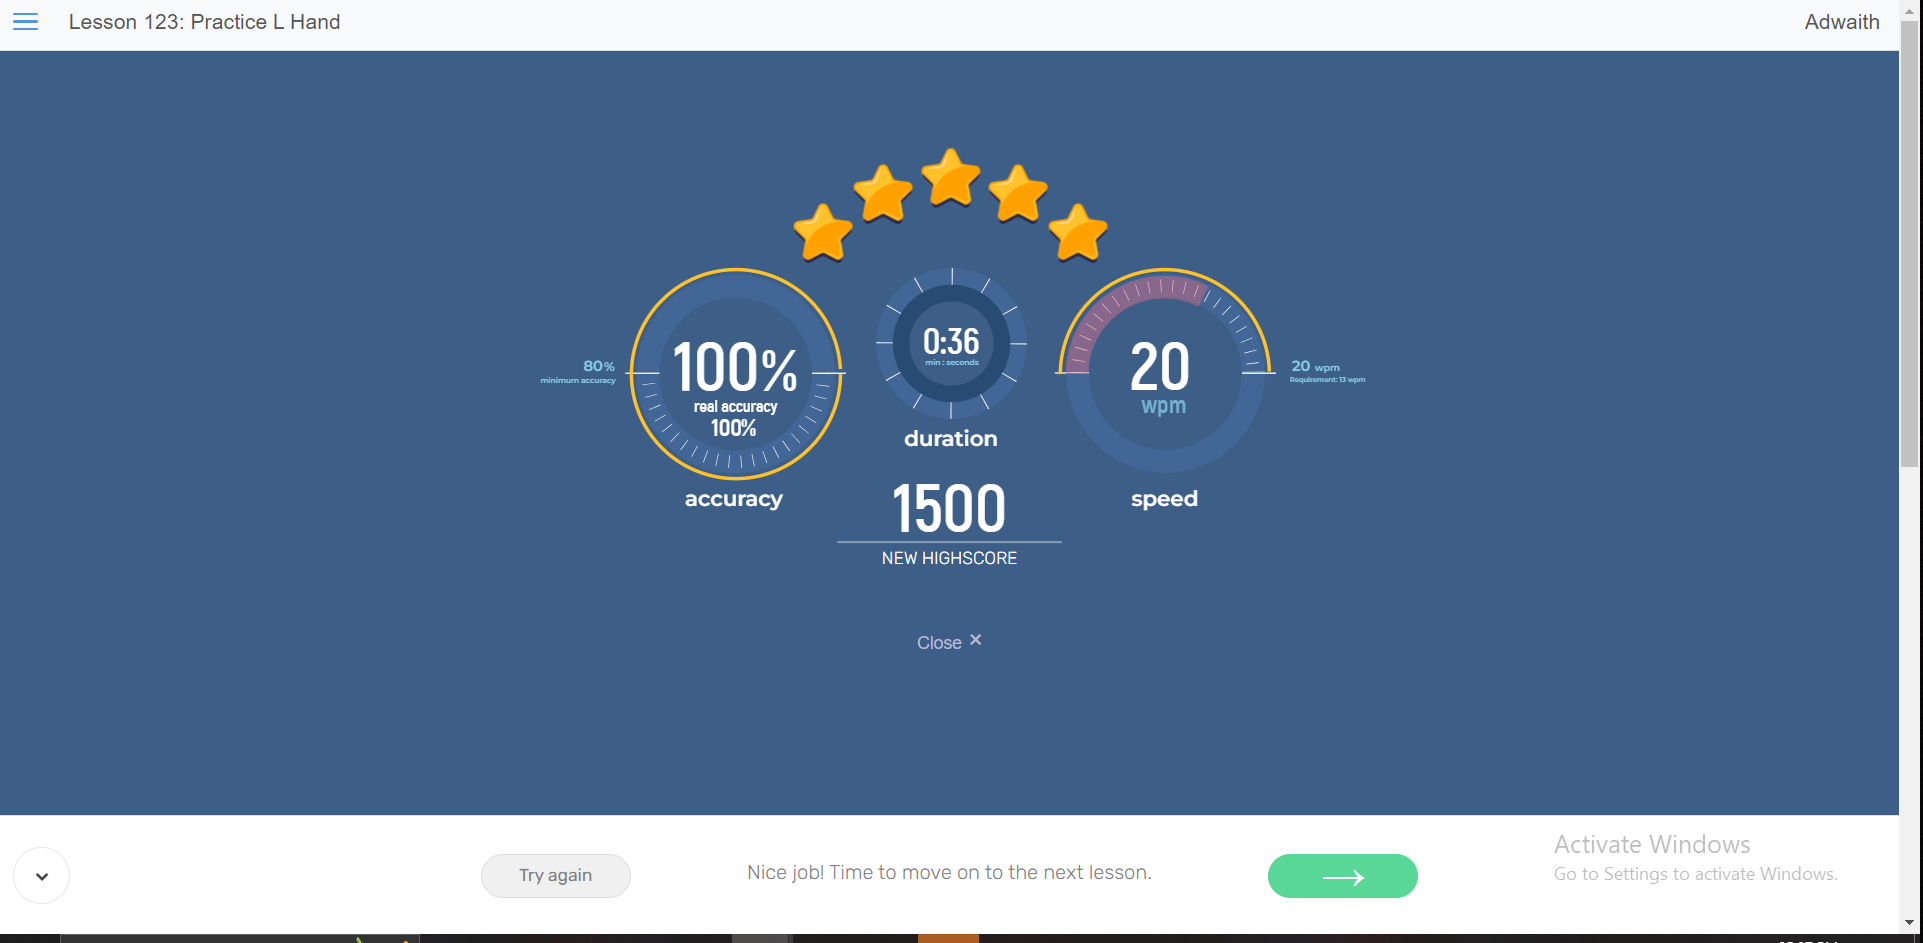 Lesson 123: Practice L Hand
Adwaith
80%
minimum accuracy
100%
real accuracy
100%
accuracy
0:36
min : seconds
duration
20
wpm
speed
20 wpm
Requirement: 13 wpm
1500
NEW HIGHSCORE
Close ×
Try again
Nice job! Time to move on to the next lesson.
Activate Windows
Go to Settings to activate Windows.